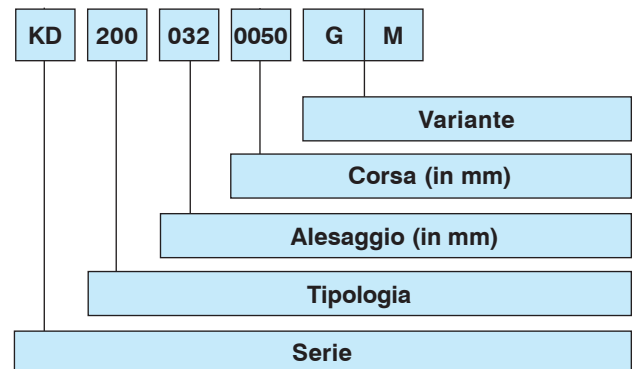 KD 200 032 0050 G M
Variante
Corsa (in mm)
Alesaggio (in mm)
Tipologia
Serie